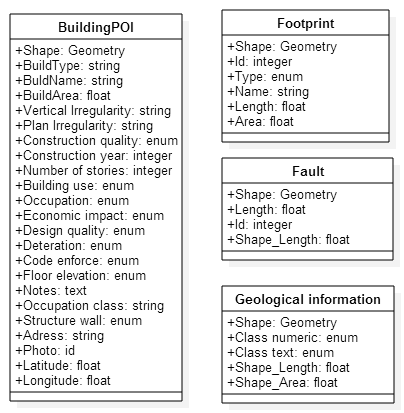 BuildingPOI
+Shape: Geometry
+BuildType: string
+BuldName: string
+BuildArea: float
+Vertical Irregularity: string
+Plan Irregularity: string
+Construction quality: enum
+Construction year: integer
+Number of stories: integer
+Building use: enum
+Occupation: enum
+Economic impact: enum
+Design quality: enum
+Deteration: enum
+Code enforce: enum
+Floor elevation: enum
+Notes: text
+Occupation class: string
+Structure wall: enum
+Adress: string
+Photo: id
+Latitude: float
+Longitude: float
Footprint
+Shape: Geometry
+Id: integer
+Type: enum
+Name: string
+Length: float
+Area: float
Fault
+Shape: Geometry
+Length: float
+Id: integer
+Shape_Length: float
Geological information
+Shape: Geometry
+Class numeric: enum
+Class text: enum
+Shape_Length: float
+Shape_Area: float